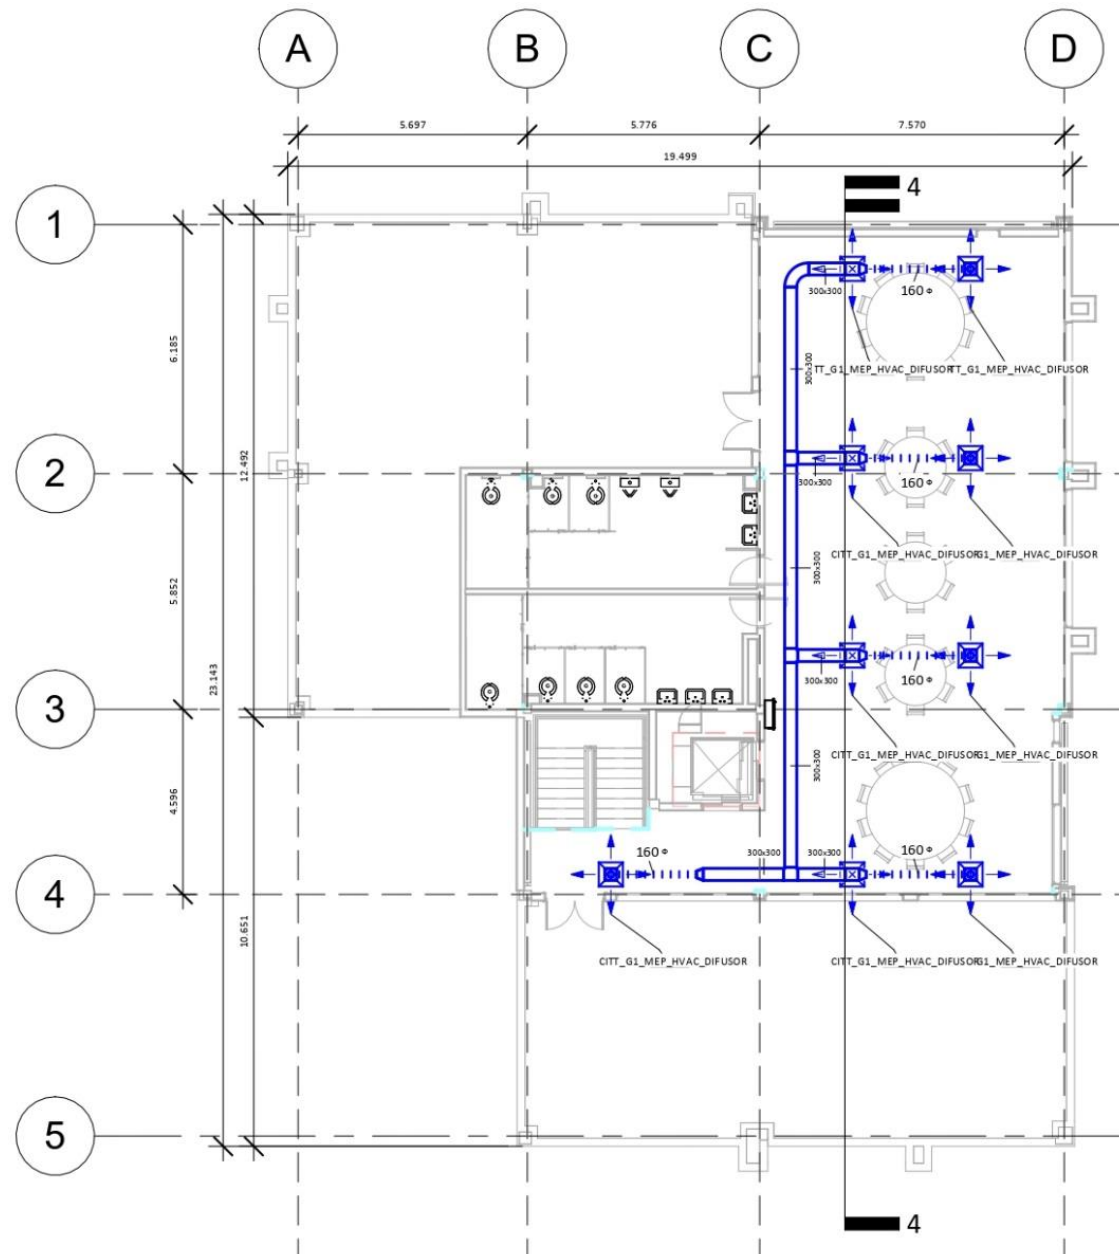 A B C D
5.697 5.776 7.570
19.499
4
1
300x300 160 Φ
6.185
300x300
TT_G1_MEP_HVAC_DIFUSOR TT_G1_MEP_HVAC_DIFUSOR
2
12.492
300x300 160 Φ
CITT_G1_MEP_HVAC_DIFUSOR G1_MEP_HVAC_DIFUSOR
5.852
300x300
23.143
300x300 160 Φ
3
CITT_G1_MEP_HVAC_DIFUSOR G1_MEP_HVAC_DIFUSOR
300x300
4.596
160 Φ 300x300 300x300 160 Φ
4
10.651
CITT_G1_MEP_HVAC_DIFUSOR CITT_G1_MEP_HVAC_DIFUSOR G1_MEP_HVAC_DIFUSOR
5
4